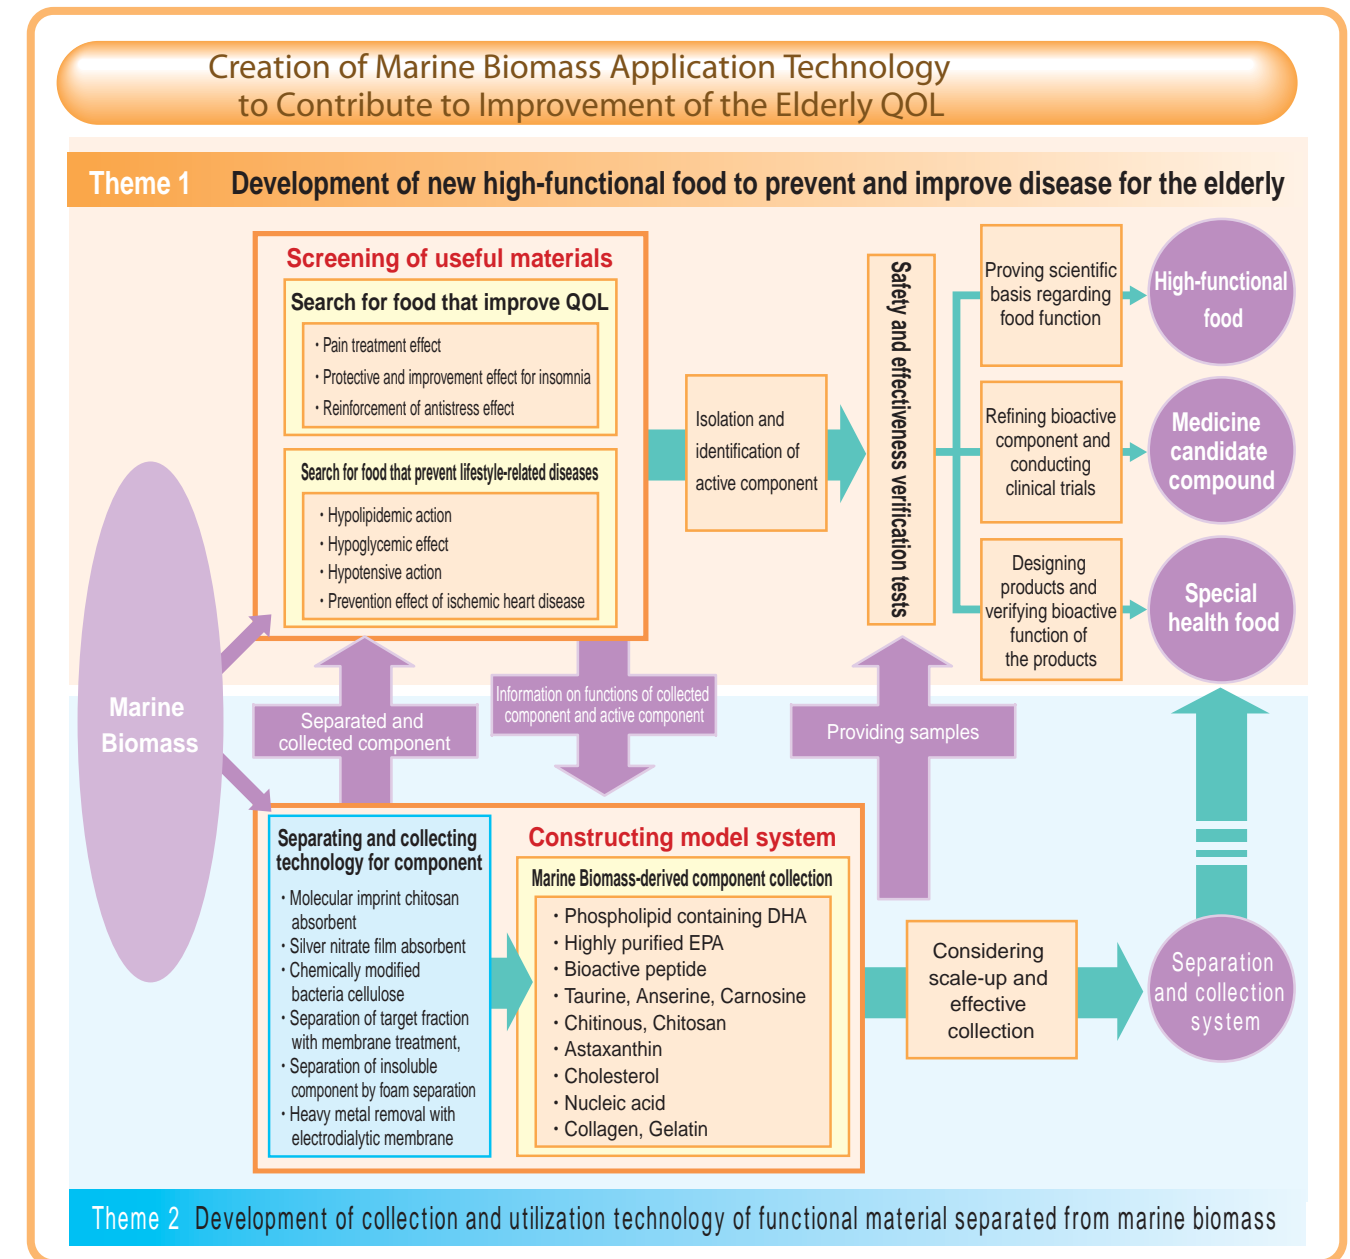 Creation of Marine Biomass Application Technology
to Contribute to Improvement of the Elderly QOL
Theme 1 Development of new high-functional food to prevent and improve disease for the elderly
Screening of useful materials
Search for food that improve QOL
・Pain treatment effect
・Protective and improvement effect for insomnia
・Reinforcement of antistress effect
Search for food that prevent lifestyle-related diseases
・Hypolipidemic action
・Hypoglycemic effect
・Hypotensive action
・Prevention effect of ischemic heart disease
Isolation and
identification of
active component
Safety and effectiveness verification tests
Proving scientific
basis regarding
food function
High-functional
food
Refining bioactive
component and
conducting
clinical trials
Medicine
candidate
compound
Designing
products and
verifying bioactive
function of
the products
Special
health food
Marine
Biomass
Separated and
collected component
Information on functions of collected
component and active component
Providing samples
Separating and collecting
technology for component
・Molecular imprint chitosan
absorbent
・Silver nitrate film absorbent
・Chemically modified
bacteria cellulose
・Separation of target fraction
with membrane treatment,
・Separation of insoluble
component by foam separation
・Heavy metal removal with
electrodialytic membrane
Constructing model system
Marine Biomass-derived component collection
・Phospholipid containing DHA
・Highly purified EPA
・Bioactive peptide
・Taurine, Anserine, Carnosine
・Chitinous, Chitosan
・Astaxanthin
・Cholesterol
・Nucleic acid
・Collagen, Gelatin
Considering
scale-up and
effective
collection
Separation
and collection
system
Theme 2 Development of collection and utilization technology of functional material separated from marine biomass